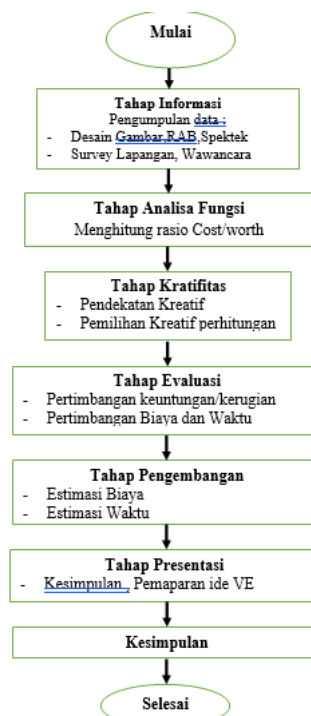 Mulai
Tahap Informasi
Pengumpulan data :
- Desain Gambar,RAB,Spektek
- Survey Lapangan, Wawancara
Tahap Analisa Fungsi
Menghitung rasio Cost/worth
Tahap Kratifitas
- Pendekatan Kreatif
- Pemilihan Kreatif perhitungan
Tahap Evaluasi
- Pertimbangan keuntungan/kerugian
- Pertimbangan Biaya dan Waktu
Tahap Pengembangan
- Estimasi Biaya
- Estimasi Waktu
Tahap Presentasi
- Kesimpulan , Pemaparan ide VE
Kesimpulan
Selesai